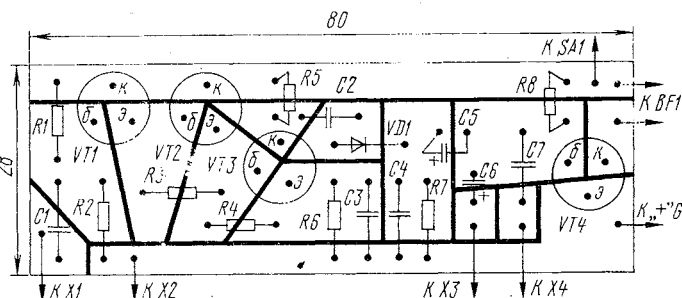 80
К SA1
R5
C2
R8
К BF1
28
R1
к
б
э
VT1
к
б
э
VT2
VT3
к
б
э
VD1
C5
+
C6
+
C7
б
к
э
VT4
R3
C1
R2
R4
R6
C3
C4
R7
К „+" G
К X1
К X2
К X3
К X4